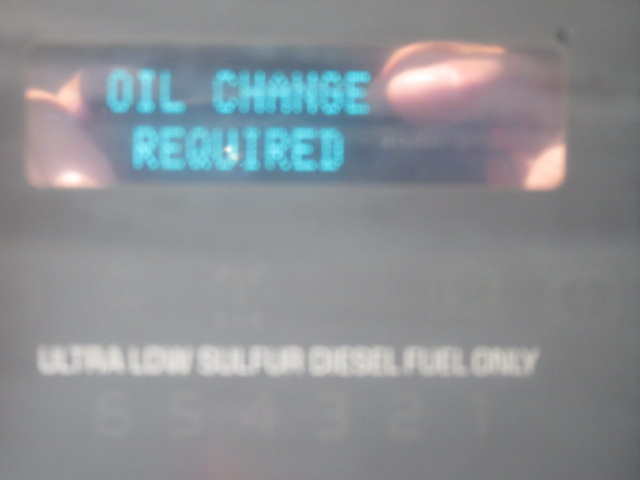 OIL CHANGE
REQUIRED
ULTRA LOW SULFUR DIESEL FUEL ONLY
6 5 4 3 2 1